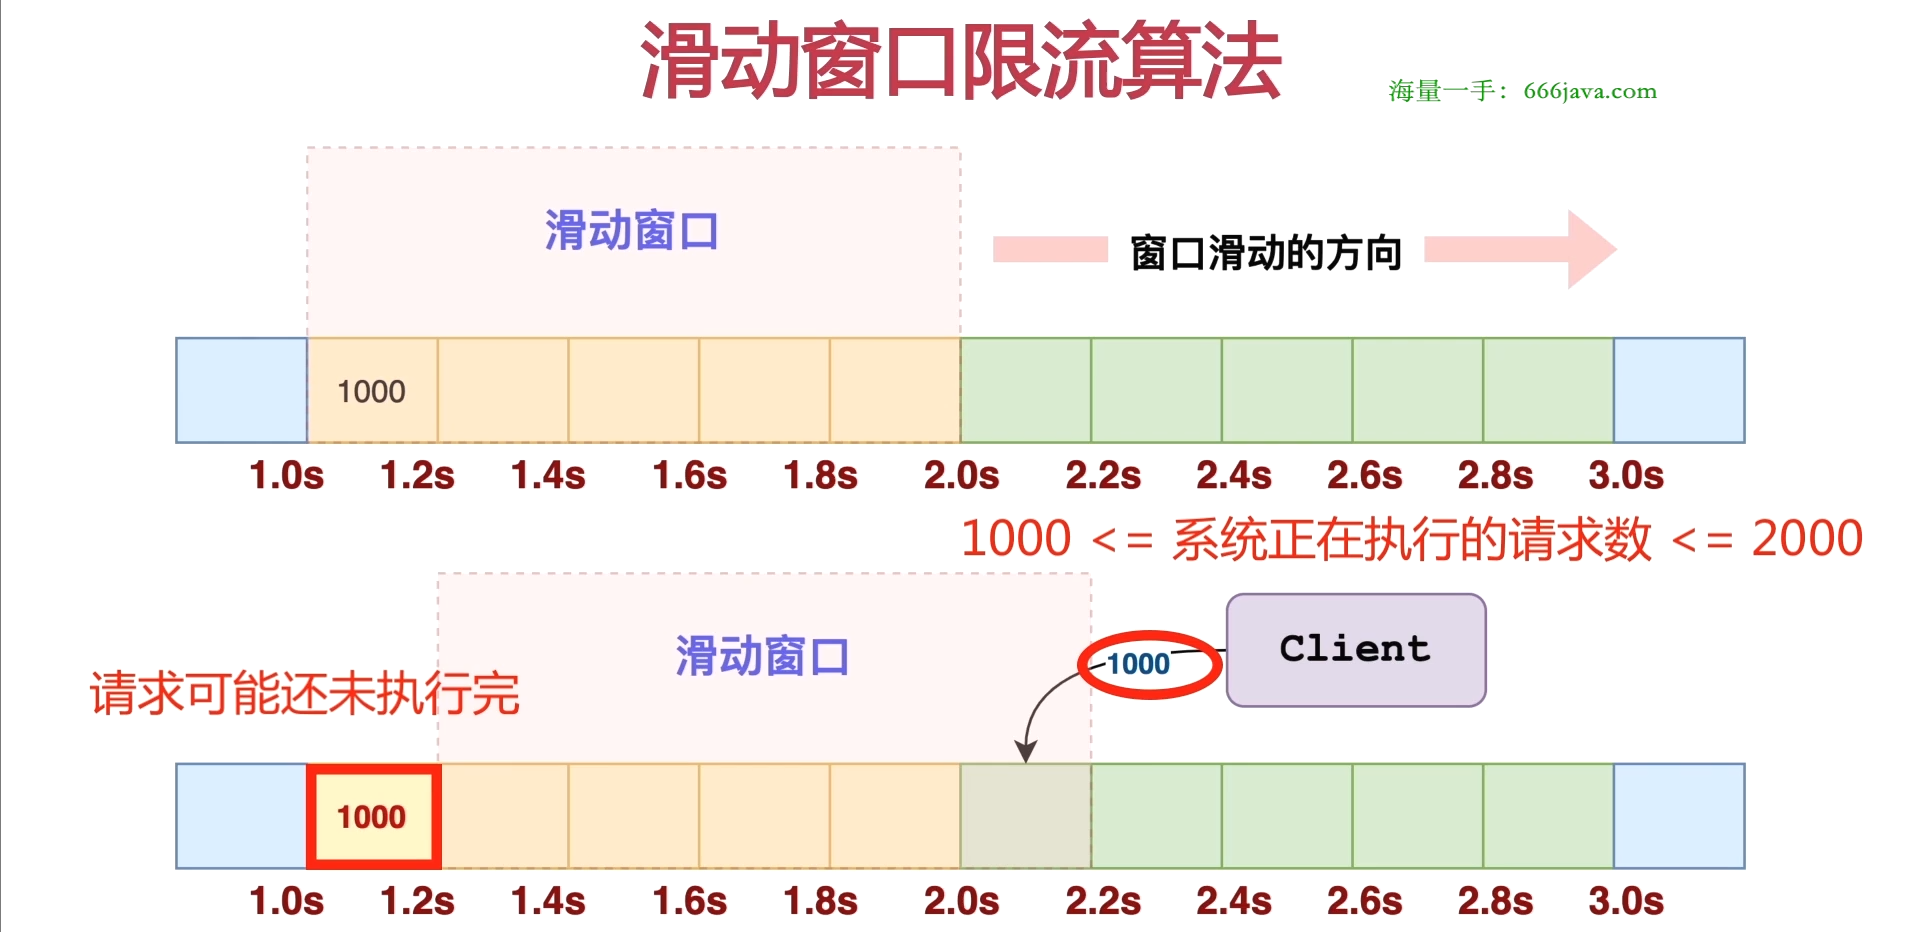 滑动窗口限流算法
海量一手：666java.com
滑动窗口
窗口滑动的方向
1000
1.0s 1.2s 1.4s 1.6s 1.8s 2.0s 2.2s 2.4s 2.6s 2.8s 3.0s
1000 <= 系统正在执行的请求数 <= 2000
滑动窗口
1000
Client
请求可能还未执行完
1000
1.0s 1.2s 1.4s 1.6s 1.8s 2.0s 2.2s 2.4s 2.6s 2.8s 3.0s